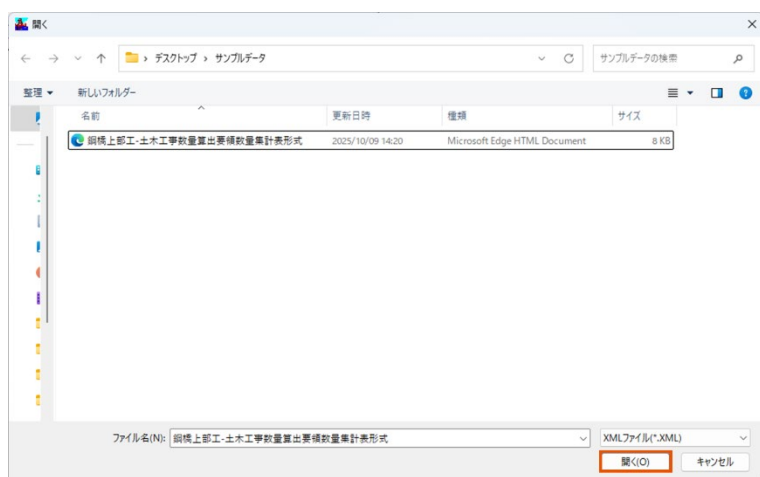 開く
デスクトップ › サンプルデータ
サンプルデータの検索
整理
新しいフォルダー
名前 更新日時 種類 サイズ
鋼橋上部工-土木工事数量算出要領数量集計表形式 2025/10/09 14:20 Microsoft Edge HTML Document 8 KB
ファイル名(N): 鋼橋上部工-土木工事数量算出要領数量集計表形式 XMLファイル(*.XML)
開く(O) キャンセル